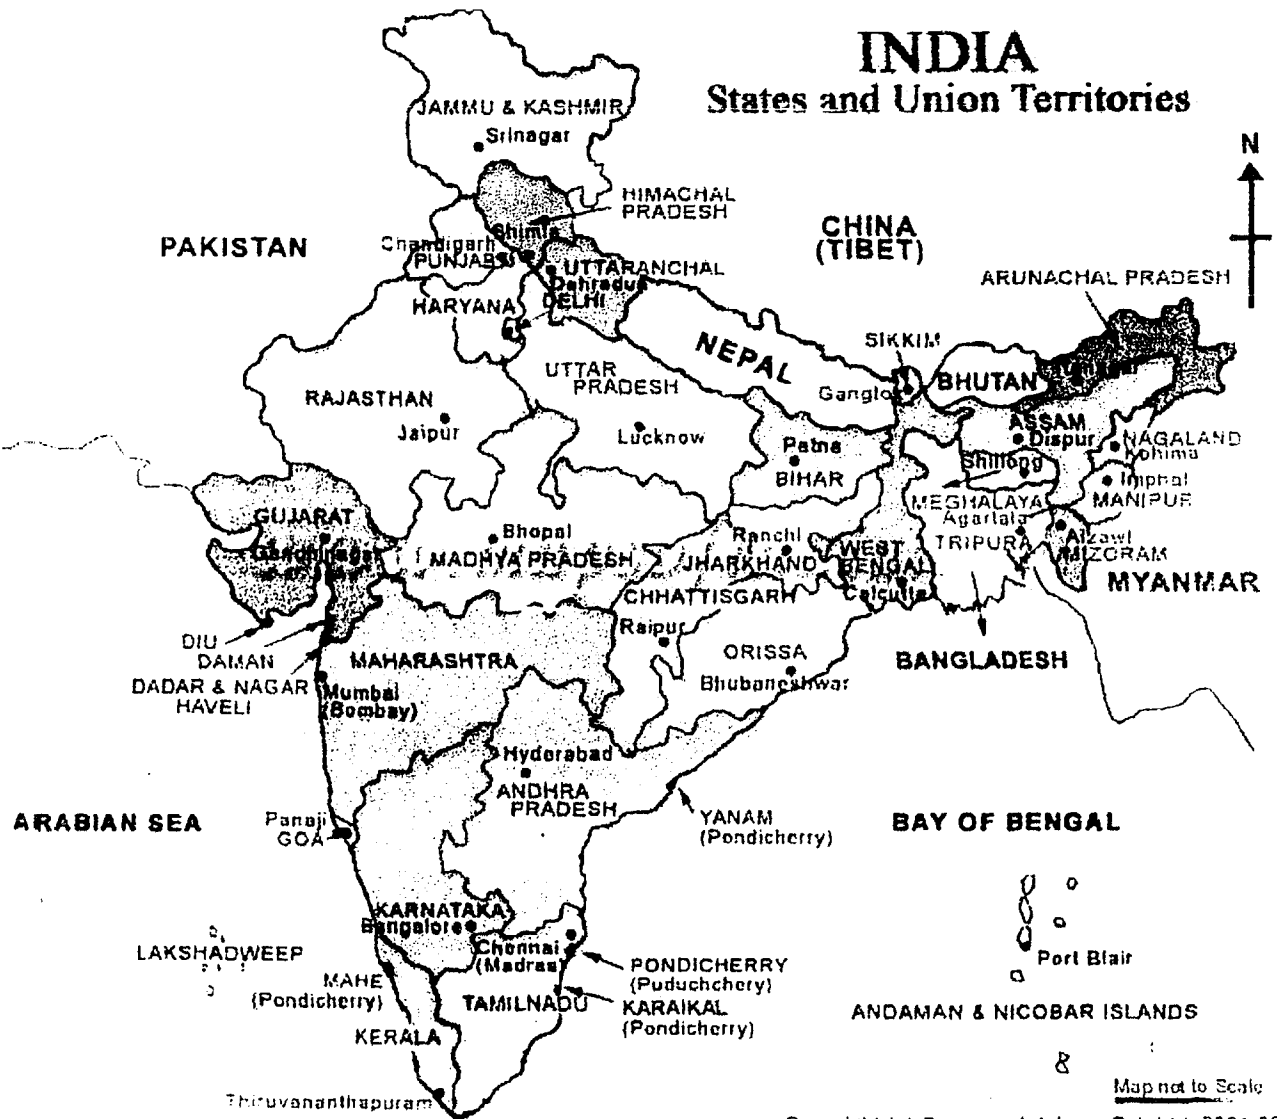 INDIA
States and Union Territories
N
JAMMU & KASHMIR
Srinagar
HIMACHAL
PRADESH
Shimla
CHINA
(TIBET)
PAKISTAN
Chandigarh
PUNJAB
UTTARANCHAL
Dehradun
DELHI
HARYANA
ARUNACHAL PRADESH
SIKKIM
NEPAL
BHUTAN
Itanagar
Gangtok
UTTAR
PRADESH
Lucknow
RAJASTHAN
Jaipur
ASSAM
Dispur
NAGALAND
Kohima
Shillong
Imphal
MANIPUR
MEGHALAYA
Agartala
TRIPURA
Aizawl
MIZORAM
MYANMAR
Patna
BIHAR
GUJARAT
Gandhinagar
Bhopal
MADHYA PRADESH
Ranchi
JHARKHAND
WEST
BENGAL
Calcutta
CHHATTISGARH
Raipur
ORISSA
Bhubaneshwar
BANGLADESH
DIU
DAMAN
DADAR & NAGAR
HAVELI
MAHARASHTRA
Mumbai
(Bombay)
Hyderabad
ANDHRA
PRADESH
YANAM
(Pondicherry)
ARABIAN SEA
Panaji
GOA
BAY OF BENGAL
KARNATAKA
Bangalore
Chennai
(Madras)
LAKSHADWEEP
MAHE
(Pondicherry)
PONDICHERRY
(Puduchchery)
KARAIKAL
(Pondicherry)
TAMILNADU
KERALA
Thiruvananthapuram
Port Blair
ANDAMAN & NICOBAR ISLANDS
Map not to Scale